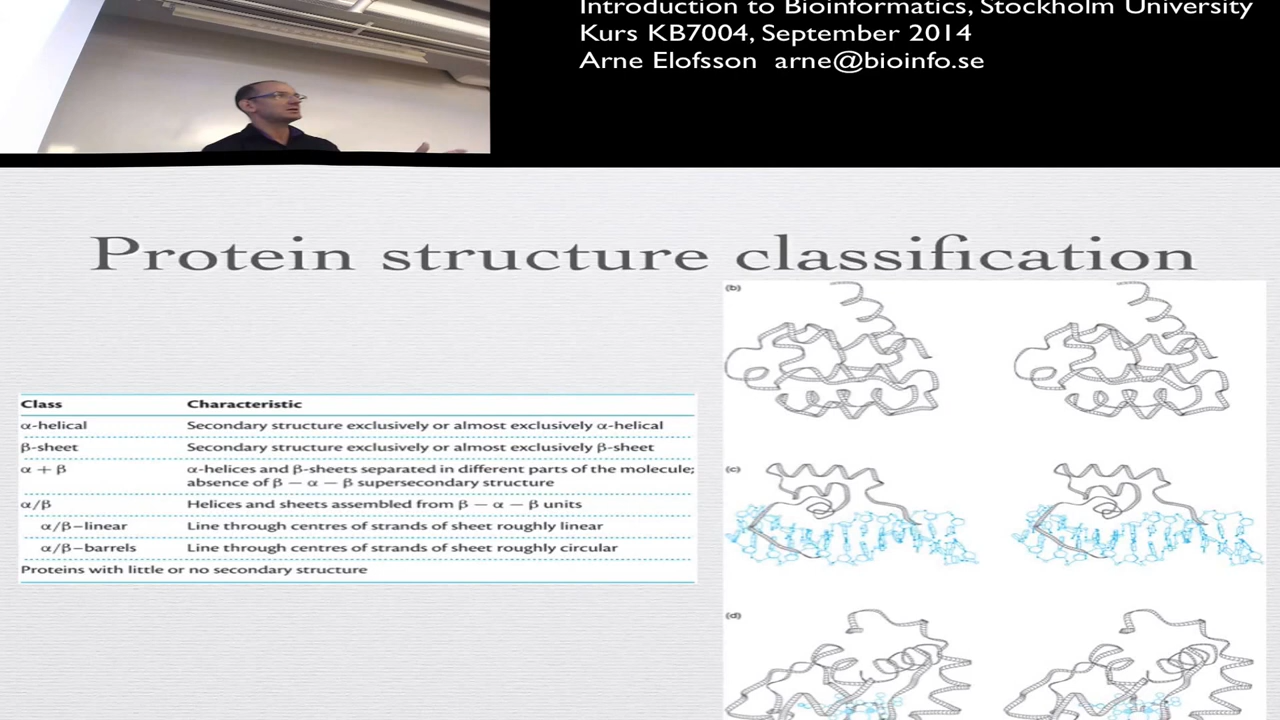 Introduction to Bioinformatics, Stockholm University
Kurs KB7004, September 2014
Arne Elofsson arne@bioinfo.se
Protein structure classification
Class Characteristic
α-helical Secondary structure exclusively or almost exclusively α-helical
β-sheet Secondary structure exclusively or almost exclusively β-sheet
α + β α-helices and β-sheets separated in different parts of the molecule;
absence of β — α — β supersecondary structure
α/β Helices and sheets assembled from β — α — β units
α/β–linear Line through centres of strands of sheet roughly linear
α/β–barrels Line through centres of strands of sheet roughly circular
Proteins with little or no secondary structure
(b)
(c)
(d)